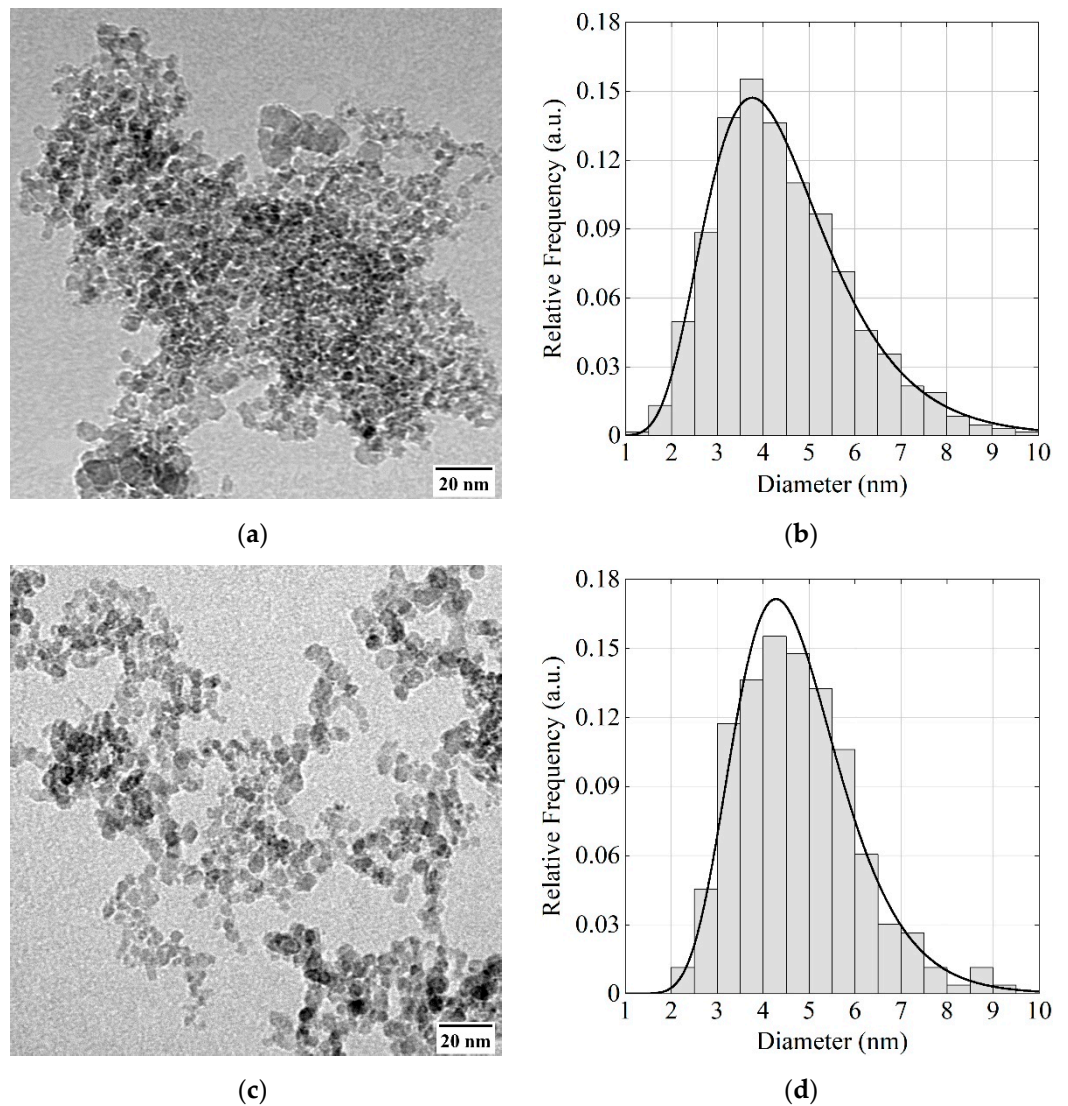 20 nm
0.18
0.15
0.12
0.09
0.06
0.03
0
Relative Frequency (a.u.)
1 2 3 4 5 6 7 8 9 10
Diameter (nm)
(a)
(b)
20 nm
0.18
0.15
0.12
0.09
0.06
0.03
0
Relative Frequency (a.u.)
1 2 3 4 5 6 7 8 9 10
Diameter (nm)
(c)
(d)